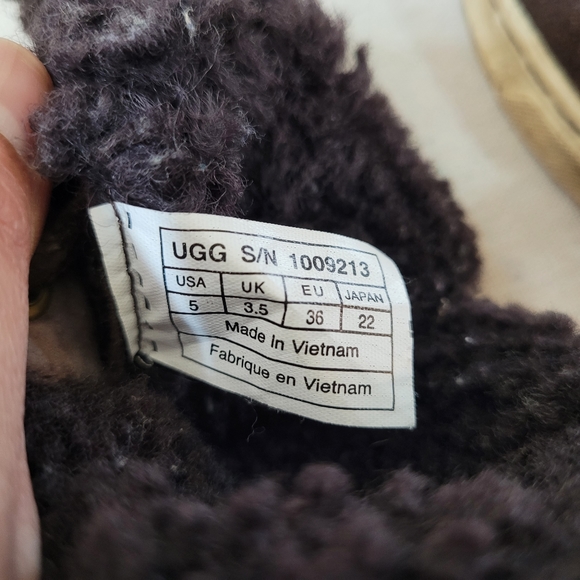 UGG S/N 1009213
USA UK EU JAPAN
5 3.5 36 22
Made in Vietnam
Fabrique en Vietnam